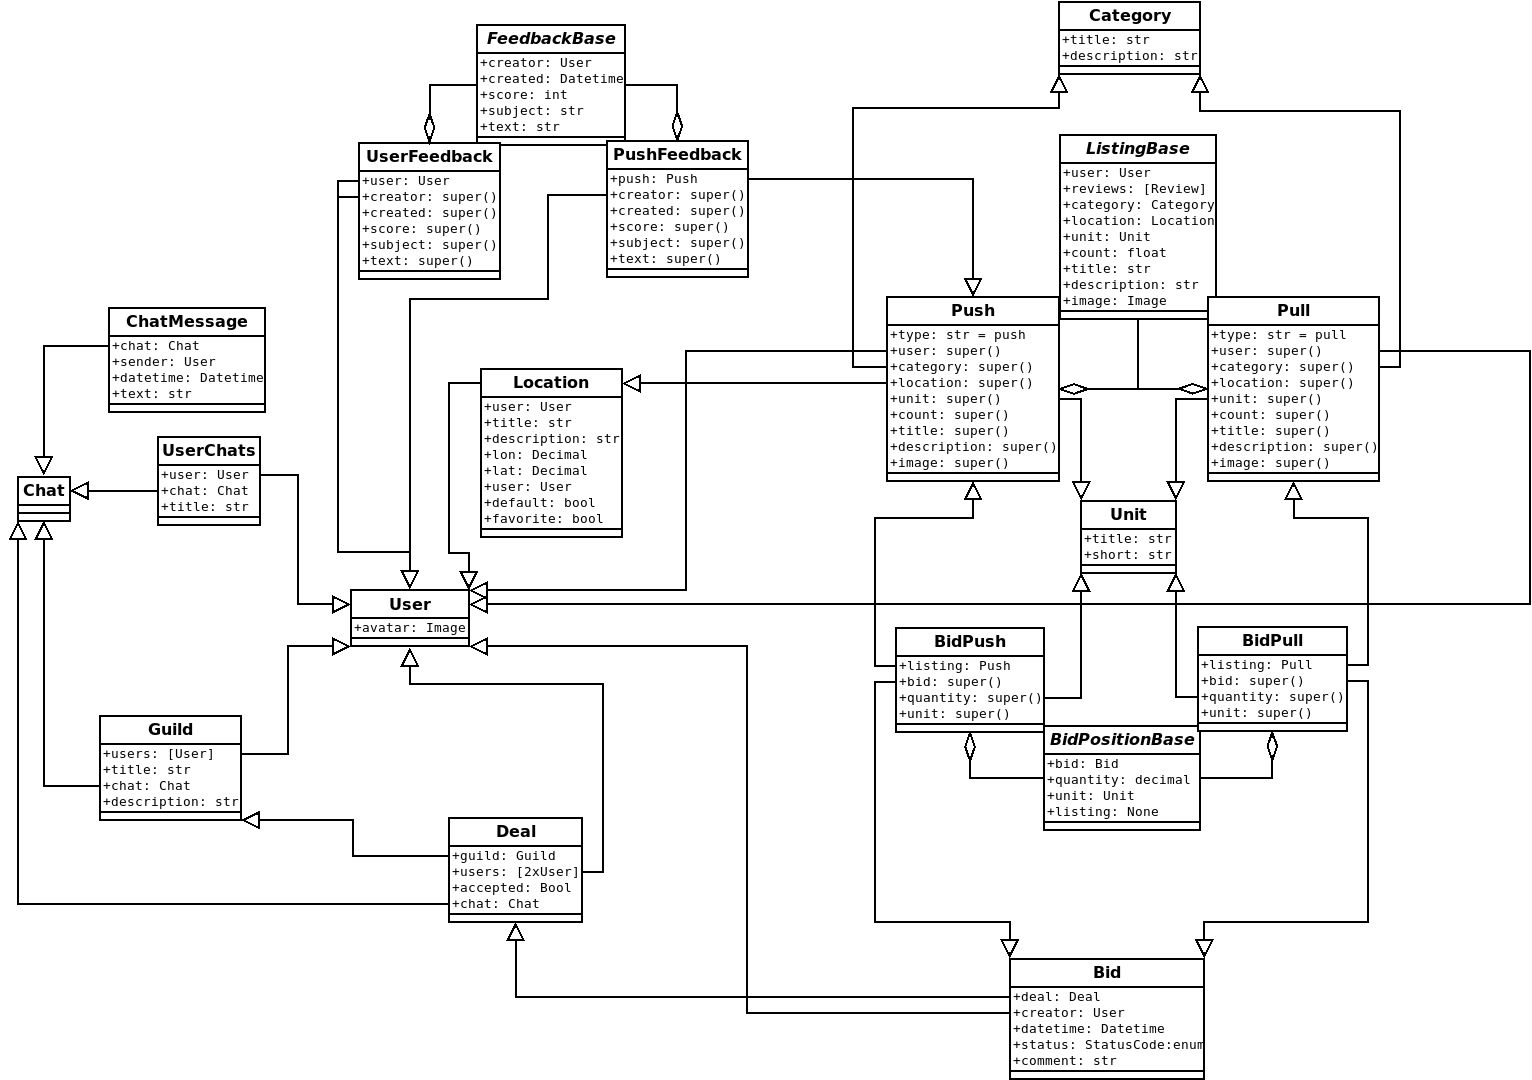 Category
+title: str
+description: str
FeedbackBase
+creator: User
+created: Datetime
+score: int
+subject: str
+text: str
UserFeedback
+user: User
+creator: super()
+created: super()
+score: super()
+subject: super()
+text: super()
PushFeedback
+push: Push
+creator: super()
+created: super()
+score: super()
+subject: super()
+text: super()
ListingBase
+user: User
+reviews: [Review]
+category: Category
+location: Location
+unit: Unit
+count: float
+title: str
+description: str
+image: Image
Push
+type: str = push
+user: super()
+category: super()
+location: super()
+unit: super()
+count: super()
+title: super()
+description: super()
+image: super()
Pull
+type: str = pull
+user: super()
+category: super()
+location: super()
+unit: super()
+count: super()
+title: super()
+description: super()
+image: super()
ChatMessage
+chat: Chat
+sender: User
+datetime: Datetime
+text: str
Location
+user: User
+title: str
+description: str
+lon: Decimal
+lat: Decimal
+user: User
+default: bool
+favorite: bool
UserChats
+user: User
+chat: Chat
+title: str
Chat
Unit
+title: str
+short: str
User
+avatar: Image
BidPush
+listing: Push
+bid: super()
+quantity: super()
+unit: super()
BidPull
+listing: Pull
+bid: super()
+quantity: super()
+unit: super()
BidPositionBase
+bid: Bid
+quantity: decimal
+unit: Unit
+listing: None
Guild
+users: [User]
+title: str
+chat: Chat
+description: str
Deal
+guild: Guild
+users: [2xUser]
+accepted: Bool
+chat: Chat
Bid
+deal: Deal
+creator: User
+datetime: Datetime
+status: StatusCode:enum
+comment: str